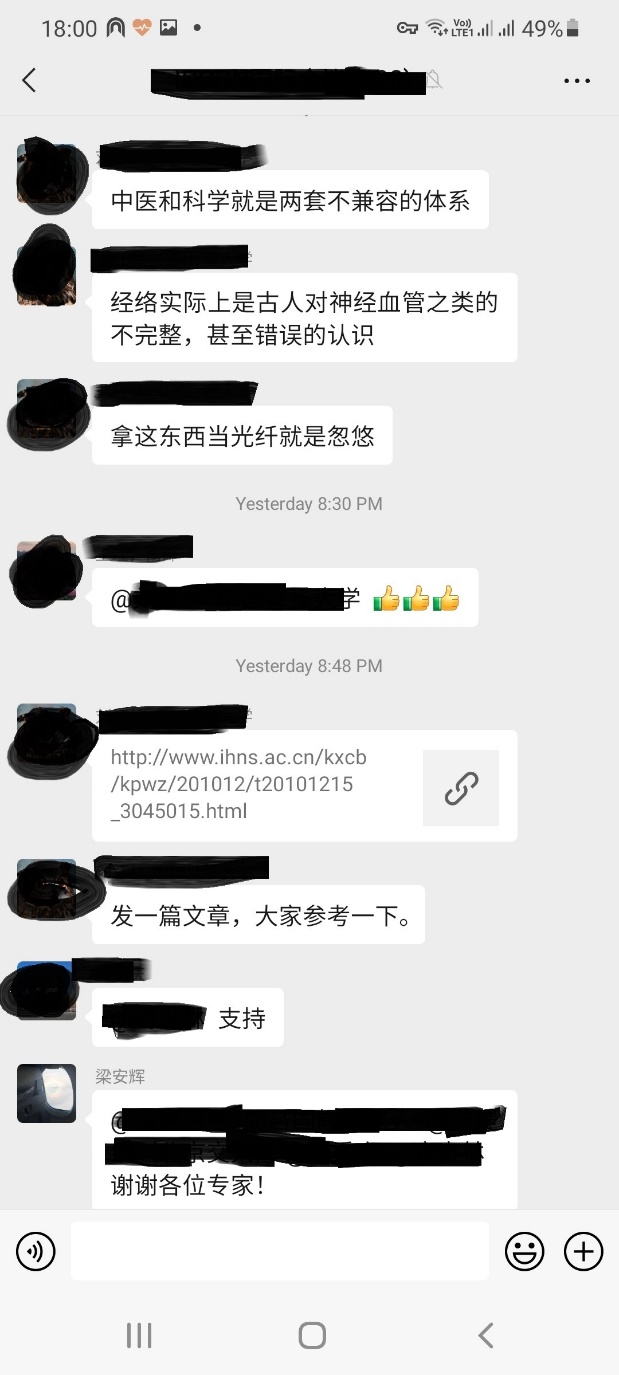 18:00
Vo))
LTE1
49%
中医和科学就是两套不兼容的体系
经络实际上是古人对神经血管之类的
不完整，甚至错误的认识
拿这东西当光纤就是忽悠
Yesterday 8:30 PM
@ 学 👍👍👍
Yesterday 8:48 PM
http://www.ihns.ac.cn/kxcb
/kpwz/201012/t20101215
_3045015.html
发一篇文章，大家参考一下。
支持
梁安辉
@
谢谢各位专家！